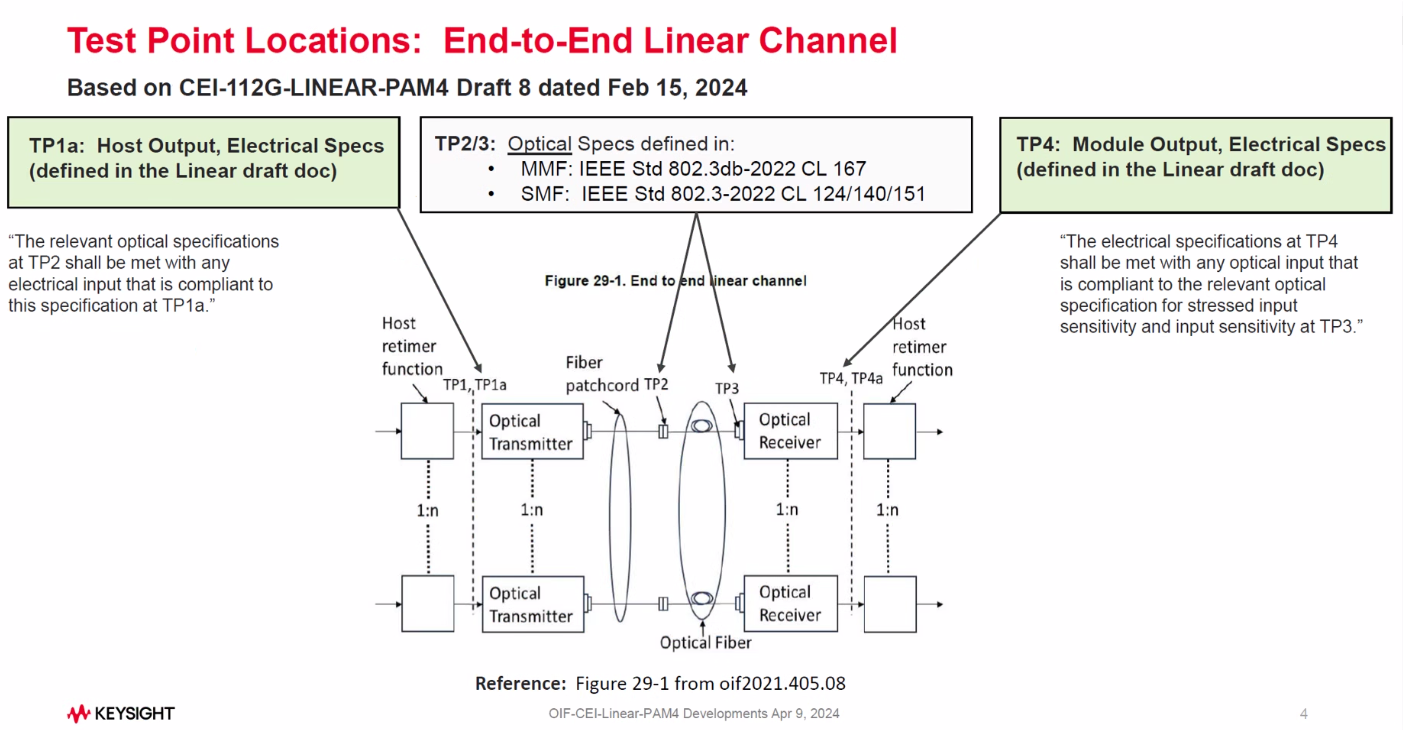 Test Point Locations:  End-to-End Linear Channel
Based on CEI-112G-LINEAR-PAM4 Draft 8 dated Feb 15, 2024
TP1a:  Host Output, Electrical Specs
(defined in the Linear draft doc)
TP2/3:  Optical Specs defined in:
• MMF: IEEE Std 802.3db-2022 CL 167
• SMF:  IEEE Std 802.3-2022 CL 124/140/151
TP4:  Module Output, Electrical Specs
(defined in the Linear draft doc)
“The relevant optical specifications
at TP2 shall be met with any
electrical input that is compliant to
this specification at TP1a.”
“The electrical specifications at TP4
shall be met with any optical input that
is compliant to the relevant optical
specification for stressed input
sensitivity and input sensitivity at TP3.”
Figure 29-1. End to end linear channel
Host
retimer
function
TP1, TP1a
Fiber
patchcord
TP2
TP3
TP4, TP4a
Host
retimer
function
Optical
Transmitter
Optical
Receiver
1:n
1:n
1:n
1:n
Optical
Transmitter
Optical
Receiver
Optical Fiber
Reference:  Figure 29-1 from oif2021.405.08
KEYSIGHT
OIF-CEI-Linear-PAM4 Developments Apr 9, 2024
4